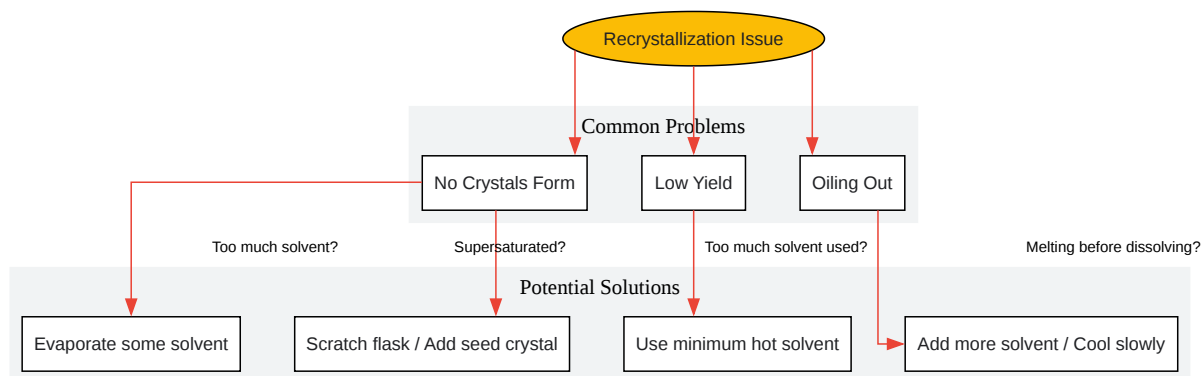 Recrystallization Issue
Common Problems
No Crystals Form
Low Yield
Oiling Out
Too much solvent?
Supersaturated?
Too much solvent used?
Melting before dissolving?
Potential Solutions
Evaporate some solvent
Scratch flask / Add seed crystal
Use minimum hot solvent
Add more solvent / Cool slowly